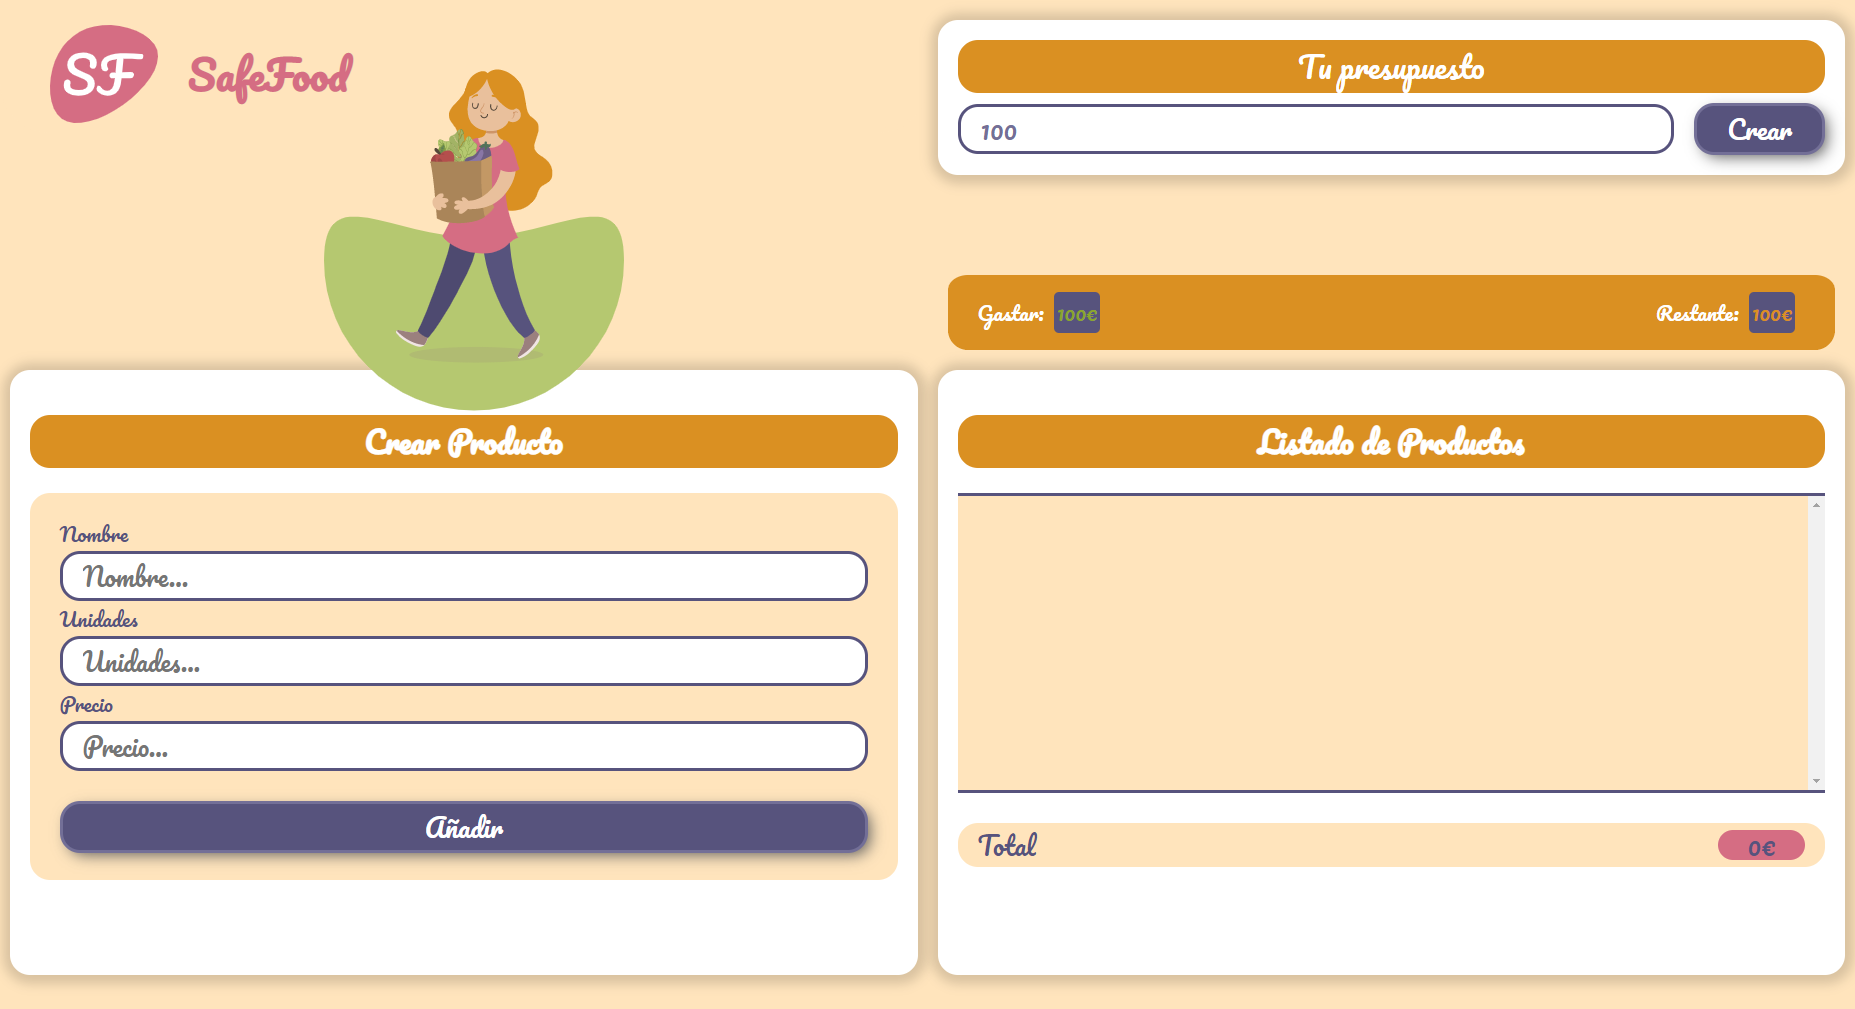 SF
SafeFood
Tu presupuesto
100
Crear
Gastar: 100€
Restante: 100€
Crear Producto
Nombre
Nombre...
Unidades
Unidades...
Precio
Precio...
Añadir
Listado de Productos
Total
0€